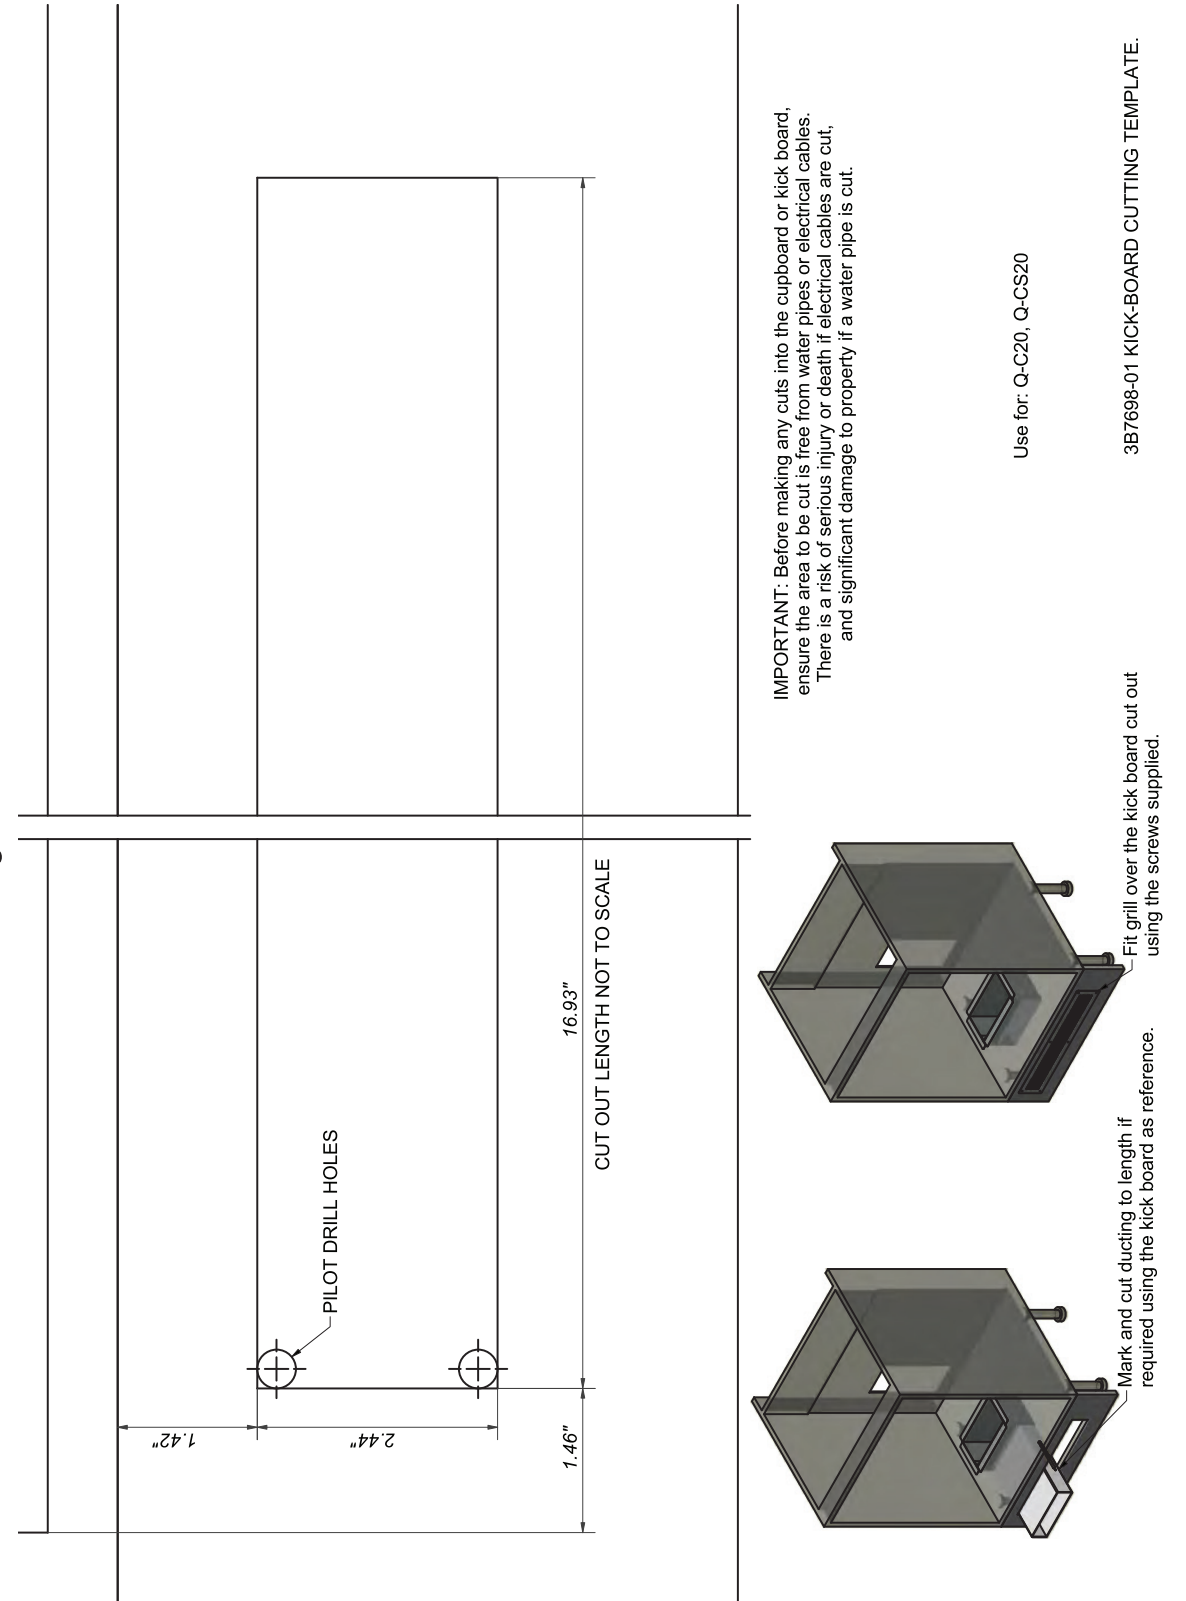 1.42"
2.44"
1.46"
16.93"
PILOT DRILL HOLES
CUT OUT LENGTH NOT TO SCALE
IMPORTANT: Before making any cuts into the cupboard or kick board,
ensure the area to be cut is free from water pipes or electrical cables.
There is a risk of serious injury or death if electrical cables are cut,
and significant damage to property if a water pipe is cut.
Mark and cut ducting to length if
required using the kick board as reference.
Fit grill over the kick board cut out
using the screws supplied.
Use for: Q-C20, Q-CS20
3B7698-01 KICK-BOARD CUTTING TEMPLATE.